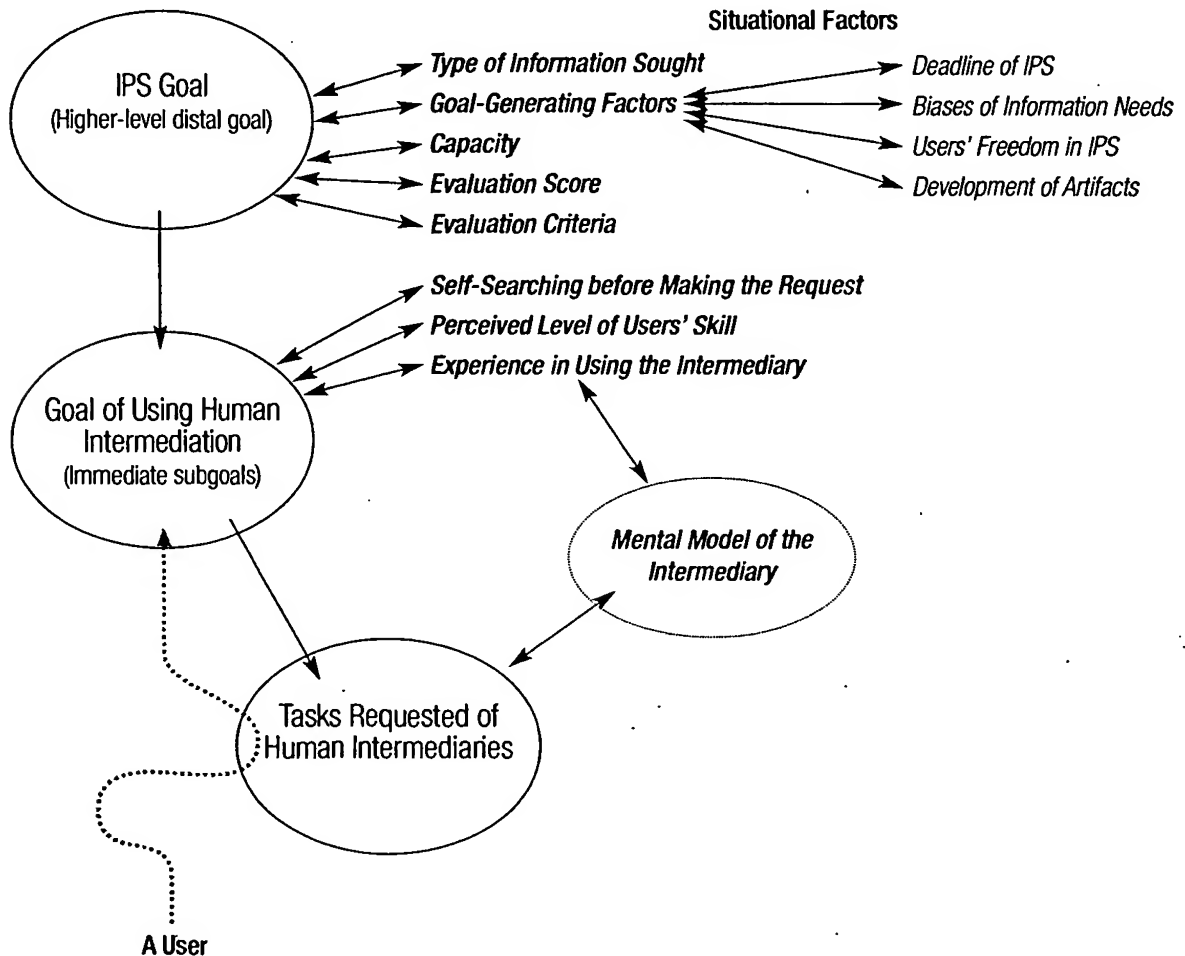 Situational Factors
IPS Goal
(Higher-level distal goal)
Type of Information Sought
Goal-Generating Factors
Capacity
Evaluation Score
Evaluation Criteria
Deadline of IPS
Biases of Information Needs
Users' Freedom in IPS
Development of Artifacts
Self-Searching before Making the Request
Perceived Level of Users' Skill
Experience in Using the Intermediary
Goal of Using Human
Intermediation
(Immediate subgoals)
Mental Model of the
Intermediary
Tasks Requested of
Human Intermediaries
A User